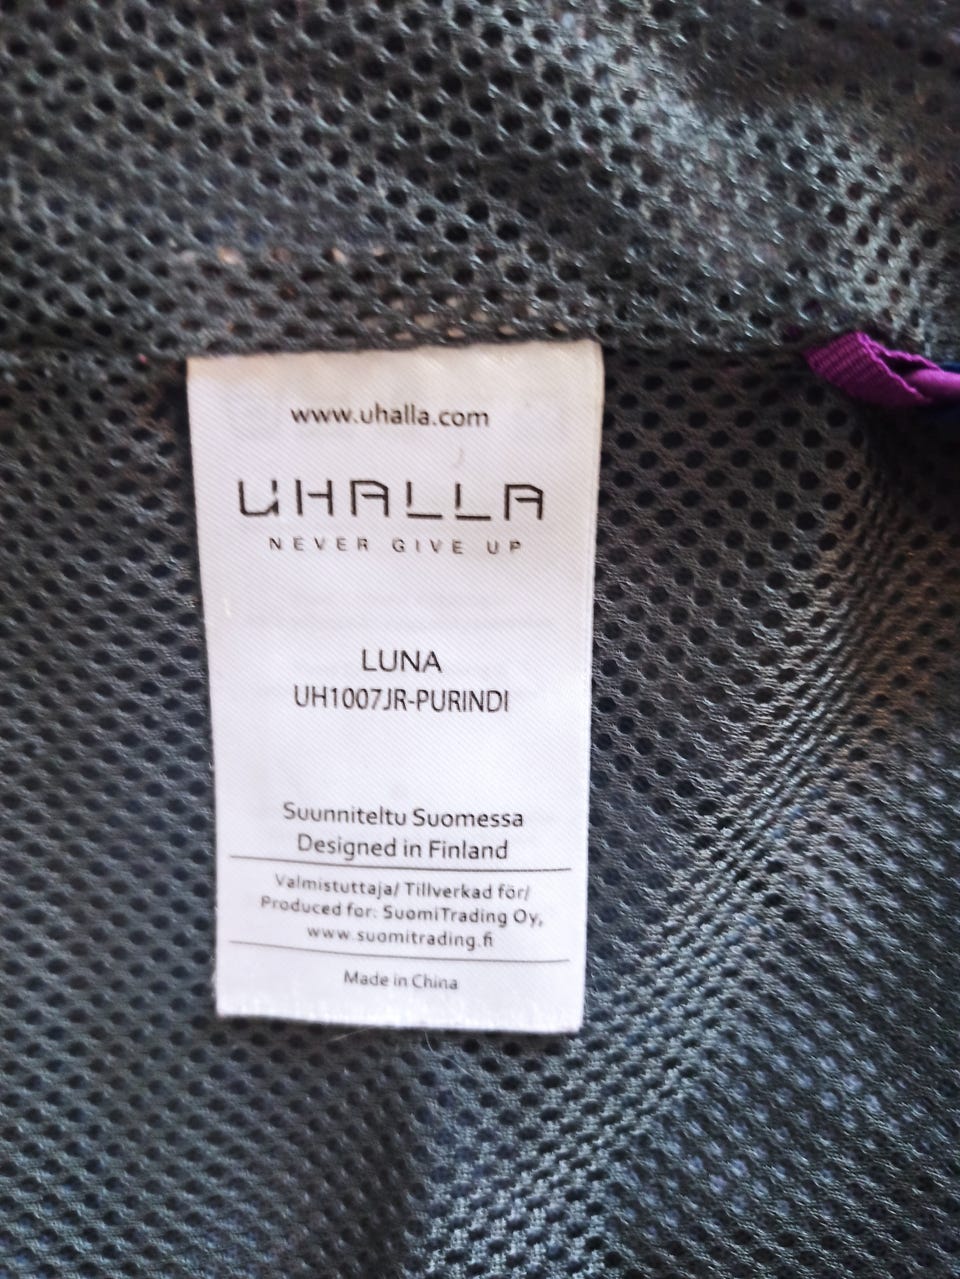 www.uhalla.com
UHALLA
NEVER GIVE UP
LUNA
UH1007JR-PURINDI
Suunniteltu Suomessa
Designed in Finland
Valmistuttaja/ Tillverkad för/
Produced for: SuomiTrading Oy,
www.suomitrading.fi
Made in China